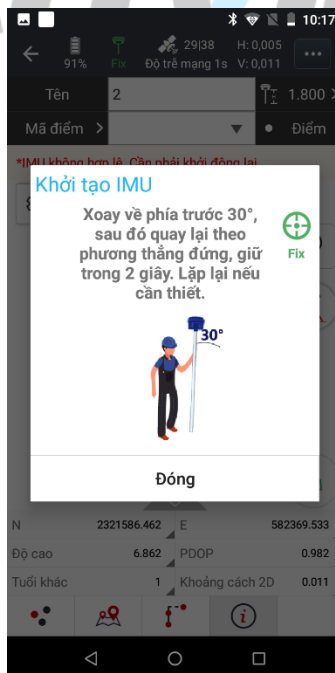 10:17
91%
Fix
29|38
H: 0,005
Độ trễ mạng 1s
V: 0,011
Tên
2
1.800
Mã điểm
Điểm
*IMU không hợp lệ. Cần phải khởi động lại
Khởi tạo IMU
Xoay về phía trước 30°,
sau đó quay lại theo
phương thẳng đứng, giữ
trong 2 giây. Lặp lại nếu
cần thiết.
Fix
30°
Đóng
N
2321586.462
E
582369.533
Độ cao
6.862
PDOP
0.982
Tuổi khác
1
Khoảng cách 2D
0.011